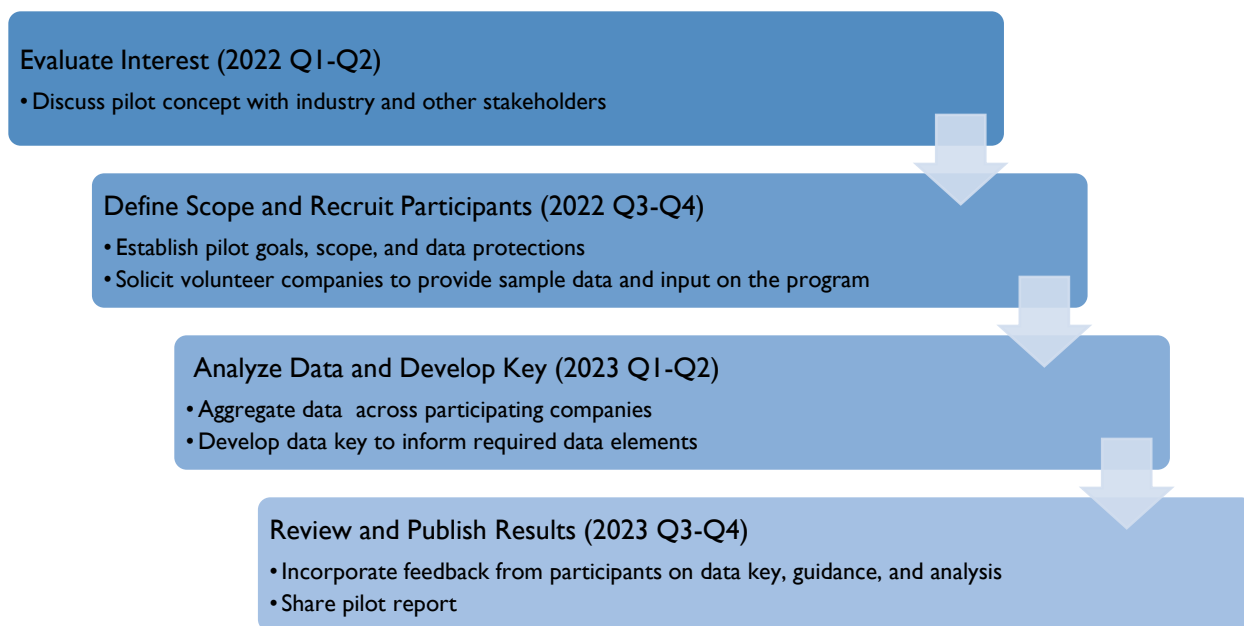 Evaluate Interest (2022 Q1-Q2)
• Discuss pilot concept with industry and other stakeholders
Define Scope and Recruit Participants (2022 Q3-Q4)
• Establish pilot goals, scope, and data protections
• Solicit volunteer companies to provide sample data and input on the program
Analyze Data and Develop Key (2023 Q1-Q2)
• Aggregate data  across participating companies
• Develop data key to inform required data elements
Review and Publish Results (2023 Q3-Q4)
• Incorporate feedback from participants on data key, guidance, and analysis
• Share pilot report